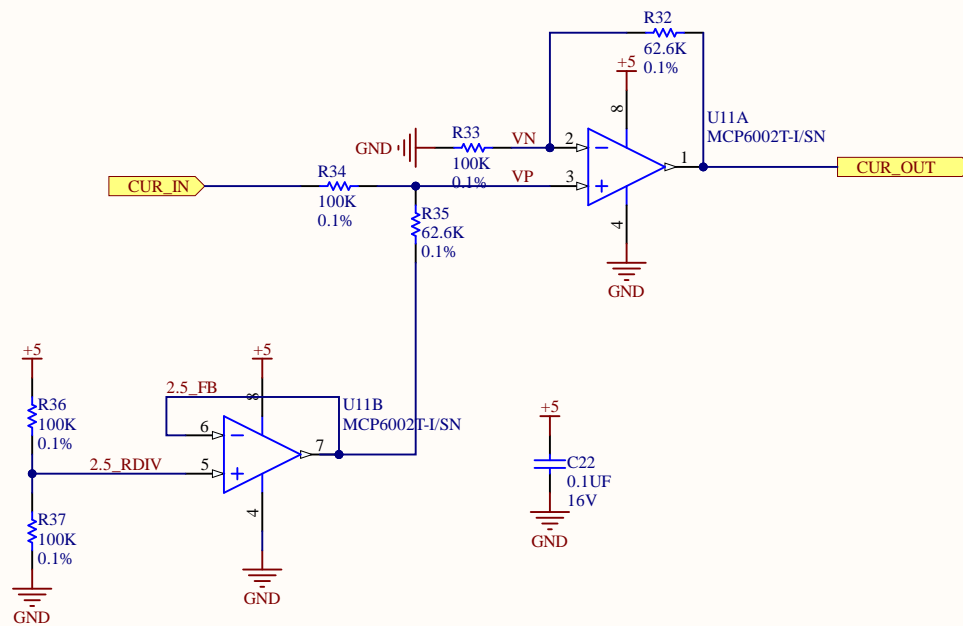 R32
62.6K
0.1%
+5
8
U11A
MCP6002T-I/SN
GND
R33
100K
0.1%
VN
2
1
CUR_OUT
CUR_IN
R34
100K
0.1%
VP
3
R35
62.6K
0.1%
4
GND
+5
R36
100K
0.1%
2.5_RDIV
R37
100K
0.1%
GND
+5
8
2.5_FB
U11B
MCP6002T-I/SN
6
7
5
4
GND
+5
C22
0.1UF
16V
GND